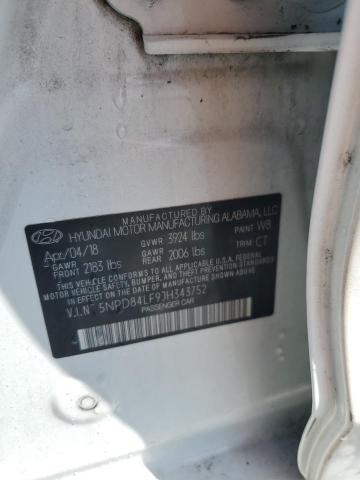 MANUFACTURED BY
HYUNDAI MOTOR MANUFACTURING ALABAMA, LLC
Apr/04/18 GVWR 3924 lbs PAINT W8
GAWR FRONT 2183 lbs GAWR REAR 2006 lbs TRIM CT
THIS VEHICLE CONFORMS TO ALL APPLICABLE U.S. FEDERAL
MOTOR VEHICLE SAFETY, BUMPER, AND THEFT PREVENTION
STANDARDS IN EFFECT ON THE DATE OF MANUFACTURE SHOWN ABOVE.
V.I.N : 5NPD84LF9JH343752
PASSENGER CAR